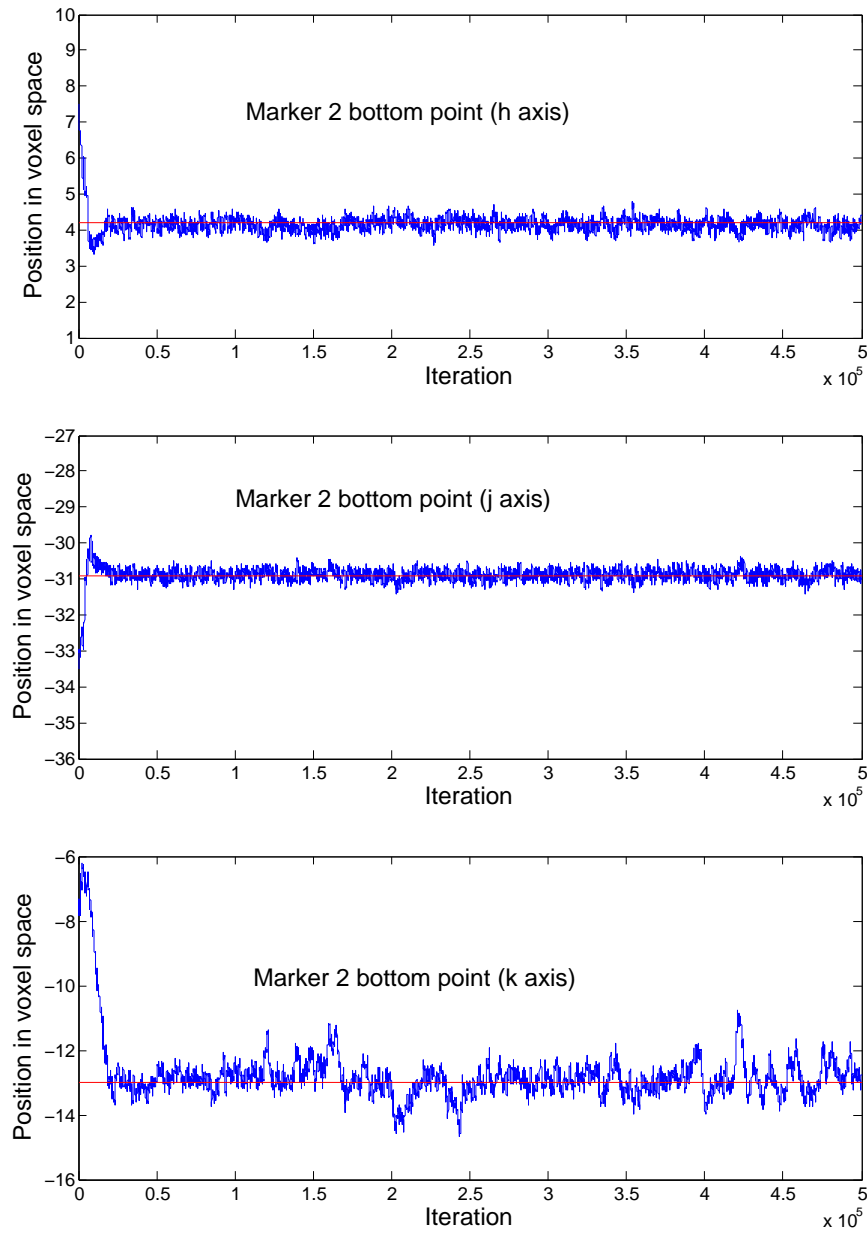 10
9
8
7
6
5
4
3
2
1
Position in voxel space
Marker 2 bottom point (h axis)
0 0.5 1 1.5 2 2.5 3 3.5 4 4.5 5
Iteration
x 10^5
−27
−28
−29
−30
−31
−32
−33
−34
−35
−36
Position in voxel space
Marker 2 bottom point (j axis)
0 0.5 1 1.5 2 2.5 3 3.5 4 4.5 5
Iteration
x 10^5
−6
−8
−10
−12
−14
−16
Position in voxel space
Marker 2 bottom point (k axis)
0 0.5 1 1.5 2 2.5 3 3.5 4 4.5 5
Iteration
x 10^5